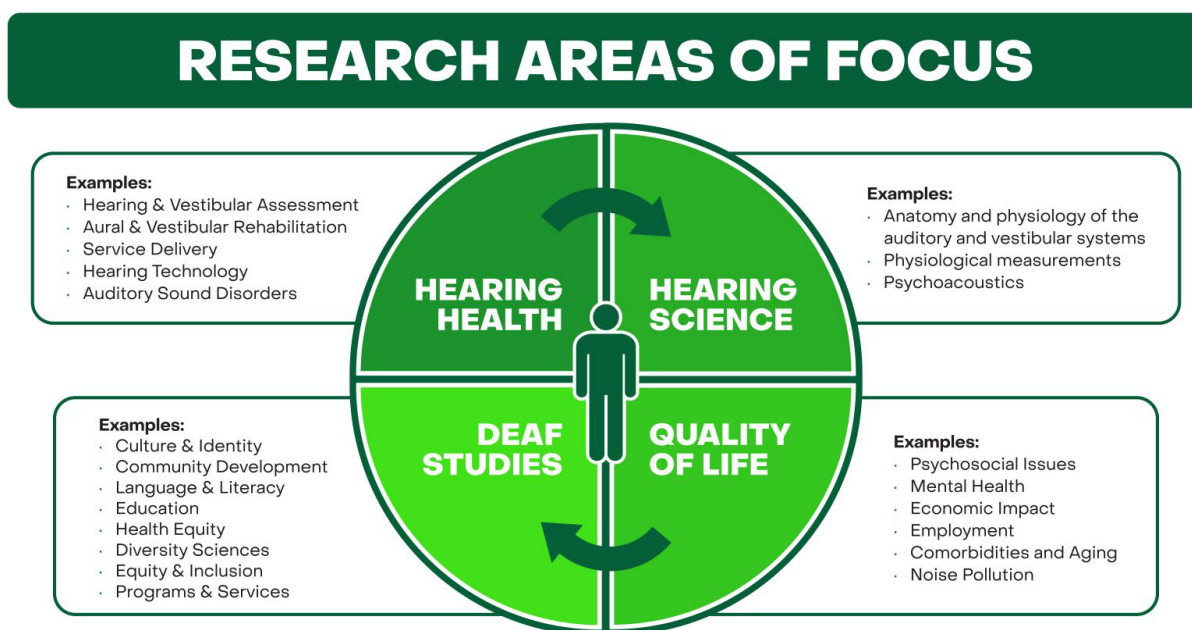 RESEARCH AREAS OF FOCUS
Examples:
· Hearing & Vestibular Assessment
· Aural & Vestibular Rehabilitation
· Service Delivery
· Hearing Technology
· Auditory Sound Disorders
HEARING
HEALTH
HEARING
SCIENCE
Examples:
· Anatomy and physiology of the
auditory and vestibular systems
· Physiological measurements
· Psychoacoustics
Examples:
· Culture & Identity
· Community Development
· Language & Literacy
· Education
· Health Equity
· Diversity Sciences
· Equity & Inclusion
· Programs & Services
DEAF
STUDIES
QUALITY
OF LIFE
Examples:
· Psychosocial Issues
· Mental Health
· Economic Impact
· Employment
· Comorbidities and Aging
· Noise Pollution